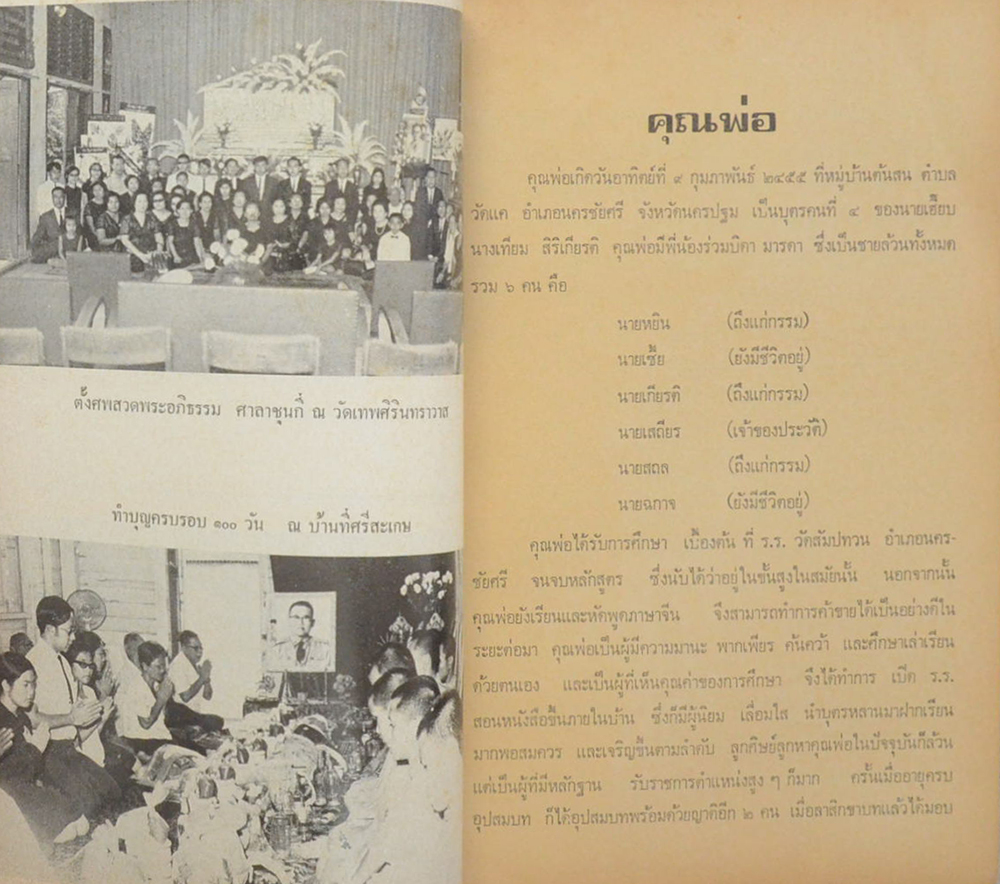 ตั้งศพสวดพระอภิธรรม ศาลาชุนกี่ ณ วัดเทพศิรินทราวาส
ทำบุญครบรอบ ๑๐๐ วัน ณ บ้านที่ศรีสะเกษ
คุณพ่อ
คุณพ่อเกิดวันอาทิตย์ที่ ๙ กุมภาพันธ์ ๒๔๕๕ ที่หมู่บ้านต้นสน ตำบล
วัดแค อำเภอนครชัยศรี จังหวัดนครปฐม เป็นบุตรคนที่ ๔ ของนายเฮี๊ยบ
นางเทียม สิริเกียรติ คุณพ่อมีพี่น้องร่วมบิดา มารดา ซึ่งเป็นชายล้วนทั้งหมด
รวม ๖ คน คือ
นายหยิน (ถึงแก่กรรม)
นายเซ้ย (ยังมีชีวิตอยู่)
นายเกียรติ (ถึงแก่กรรม)
นายเสถียร (เจ้าของประวัติ)
นายสถล (ถึงแก่กรรม)
นายฉกาจ (ยังมีชีวิตอยู่)
คุณพ่อได้รับการศึกษา เบื้องต้น ที่ ร.ร. วัดสัมปทวน อำเภอนคร-
ชัยศรี จนจบหลักสูตร ซึ่งนับได้ว่าอยู่ในขั้นสูงในสมัยนั้น นอกจากนั้น
คุณพ่อยังเรียนและหัดพูดภาษาจีน จึงสามารถทำการค้าขายได้เป็นอย่างดีใน
ระยะต่อมา คุณพ่อเป็นผู้มีความมานะ พากเพียร ค้นคว้า และศึกษาเล่าเรียน
ด้วยตนเอง และเป็นผู้ที่เห็นคุณค่าของการศึกษา จึงได้ทำการ เปิด ร.ร.
สอนหนังสือขึ้นภายในบ้าน ซึ่งก็มีผู้นิยม เลื่อมใส นำบุตรหลานมาฝากเรียน
มากพอสมควร และเจริญขึ้นตามลำดับ ลูกศิษย์ลูกหาคุณพ่อในปัจจุบันก็ล้วน
แต่เป็นผู้ที่มีหลักฐาน รับราชการตำแหน่งสูง ๆ ก็มาก ครั้นเมื่ออายุครบ
อุปสมบท ก็ได้อุปสมบทพร้อมด้วยญาติอีก ๒ คน เมื่อลาสิกขาบทแล้วได้มอบ